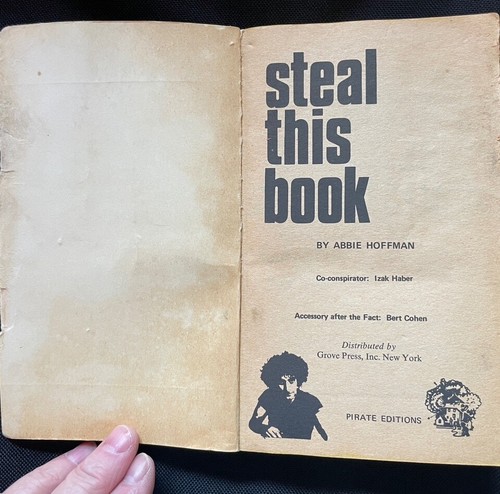 steal
this
book
BY ABBIE HOFFMAN
Co-conspirator: Izak Haber
Accessory after the Fact: Bert Cohen
Distributed by
Grove Press, Inc. New York
PIRATE EDITIONS